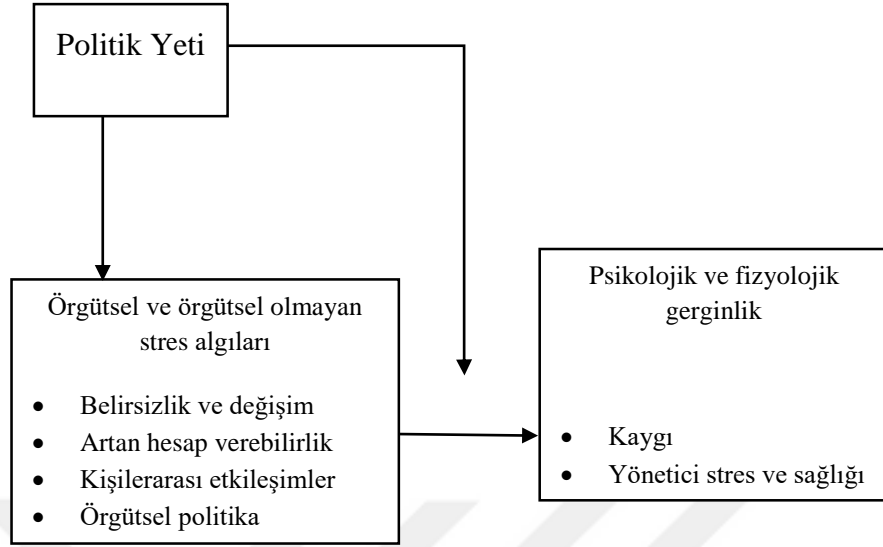 Politik Yeti
Örgütsel ve örgütsel olmayan
stres algıları
• Belirsizlik ve değişim
• Artan hesap verebilirlik
• Kişilerarası etkileşimler
• Örgütsel politika
Psikolojik ve fizyolojik
gerginlik
• Kaygı
• Yönetici stres ve sağlığı